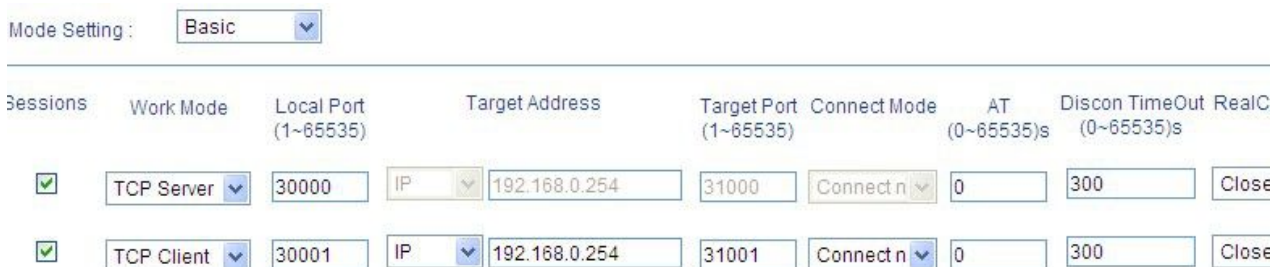 Mode Setting : Basic
Sessions Work Mode Local Port Target Address Target Port Connect Mode AT Discon TimeOut RealC
(1~65535) (1~65535) (0~65535)s (0~65535)s
TCP Server 30000 IP 192.168.0.254 31000 Connect n 0 300 Close
TCP Client 30001 IP 192.168.0.254 31001 Connect n 0 300 Close